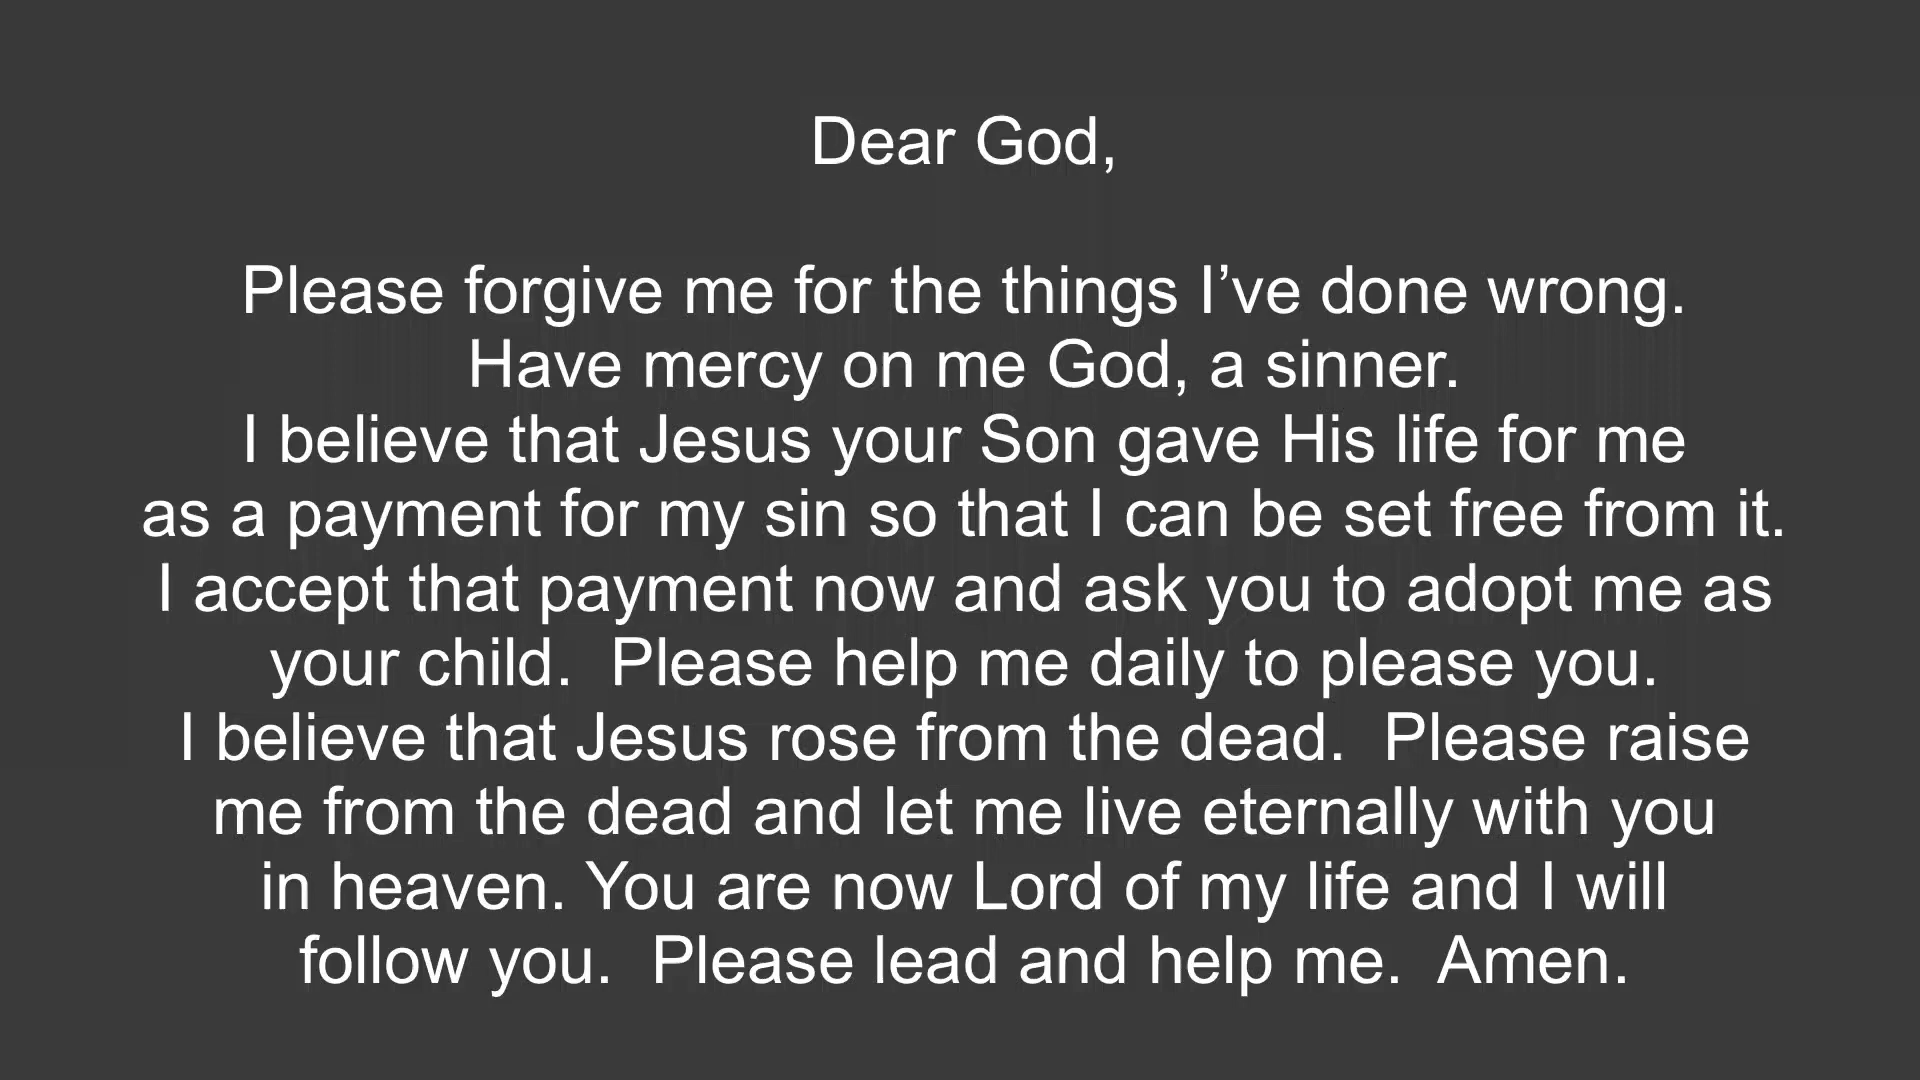 Dear God,
Please forgive me for the things I’ve done wrong.
Have mercy on me God, a sinner.
I believe that Jesus your Son gave His life for me
as a payment for my sin so that I can be set free from it.
I accept that payment now and ask you to adopt me as
your child.  Please help me daily to please you.
I believe that Jesus rose from the dead.  Please raise
me from the dead and let me live eternally with you
in heaven. You are now Lord of my life and I will
follow you.  Please lead and help me.  Amen.